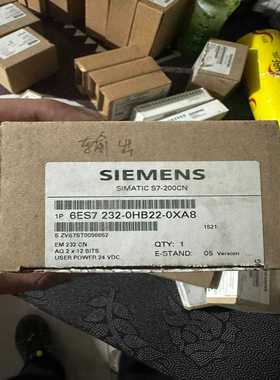 SIEMENS
SIMATIC S7-200CN
1P 6ES7 232-0HB22-0XA8
1521
EM 232 CN
QTY: 1
AQ 2 x 12 BITS
E-STAND: 05 Version
USER POWER 24 VDC